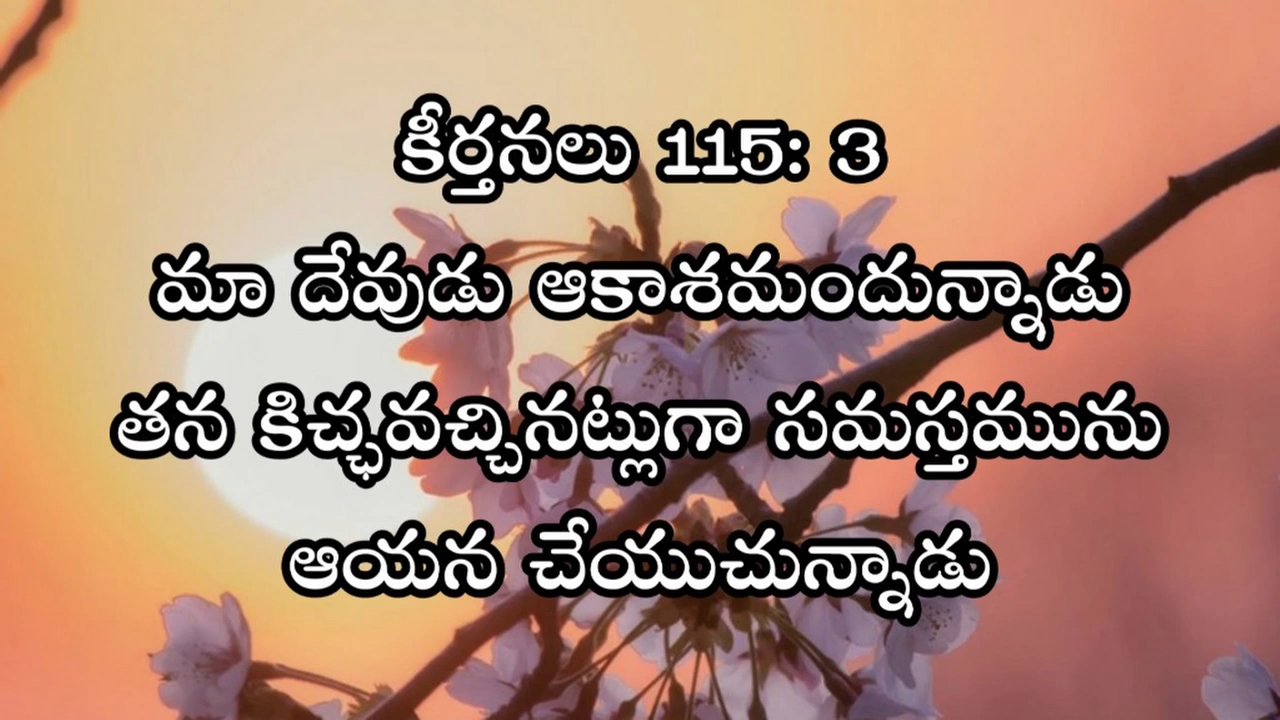 కీర్తనలు 115: 3
మా దేవుడు ఆకాశమందున్నాడు
తన కిచ్ఛవచ్చినట్లుగా సమస్తమును
ఆయన చేయుచున్నాడు